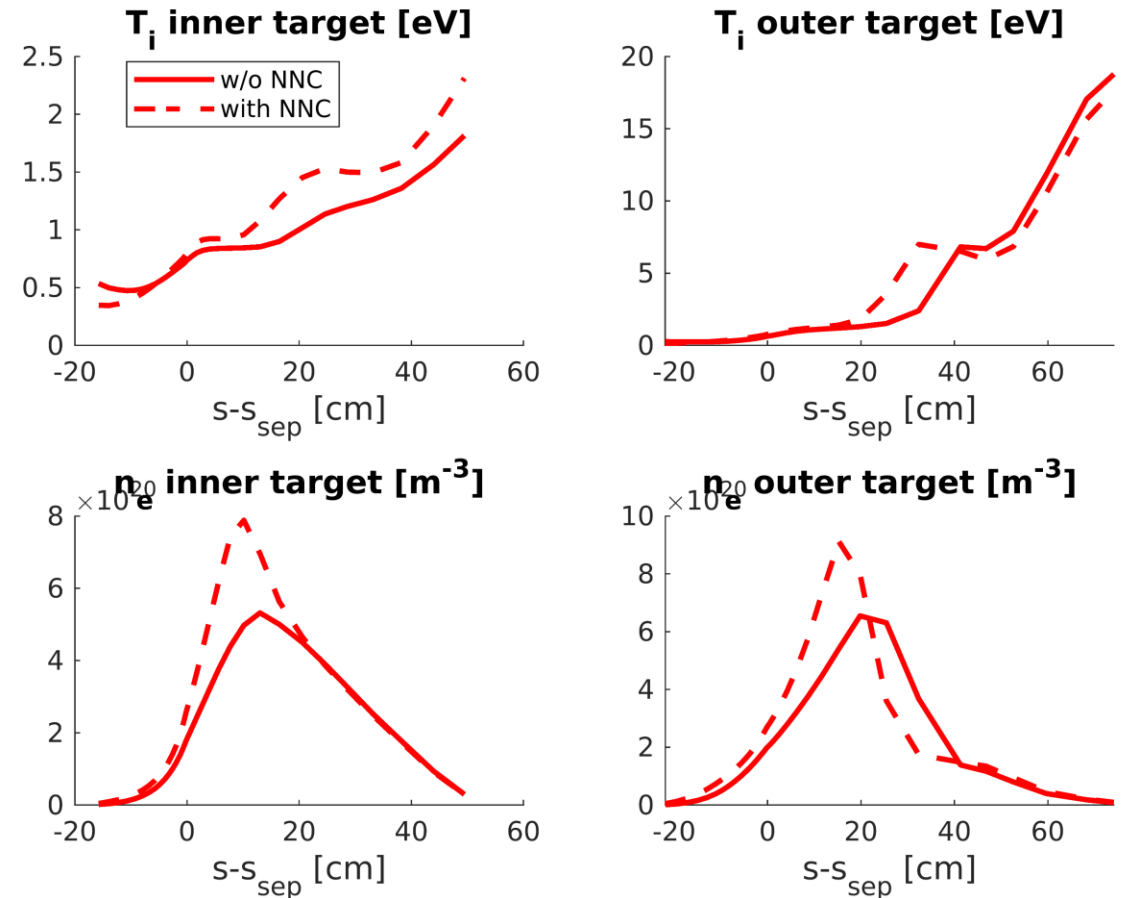 T_i inner target [eV]
2.5
2
1.5
1
0.5
0
-20 0 20 40 60
s-s_sep [cm]
w/o NNC
with NNC
T_i outer target [eV]
20
15
10
5
0
-20 0 20 40 60
s-s_sep [cm]
n_e inner target [m^-3]
×10^20
8
6
4
2
0
-20 0 20 40 60
s-s_sep [cm]
n_e outer target [m^-3]
×10^20
10
8
6
4
2
0
-20 0 20 40 60
s-s_sep [cm]